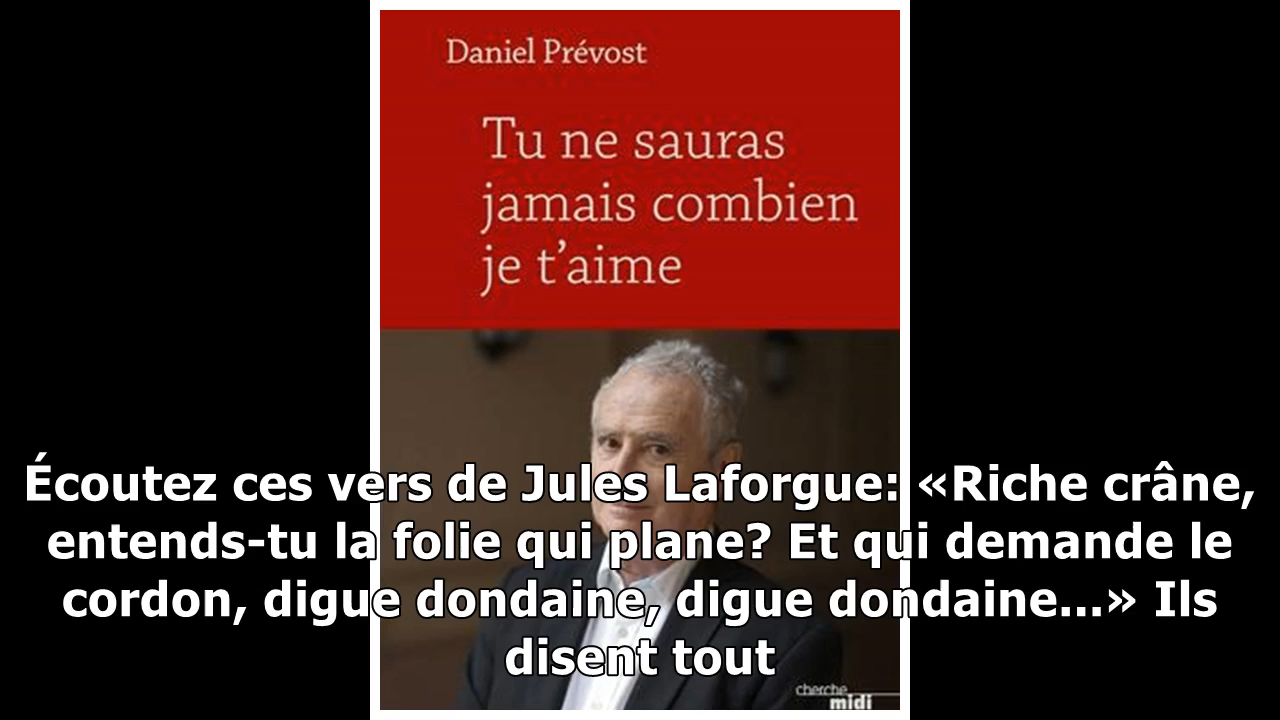 Daniel Prévost
Tu ne sauras
jamais combien
je t’aime
Écoutez ces vers de Jules Laforgue: «Riche crâne,
entends-tu la folie qui plane? Et qui demande le
cordon, digue dondaine, digue dondaine...» Ils
disent tout
cherche
midi